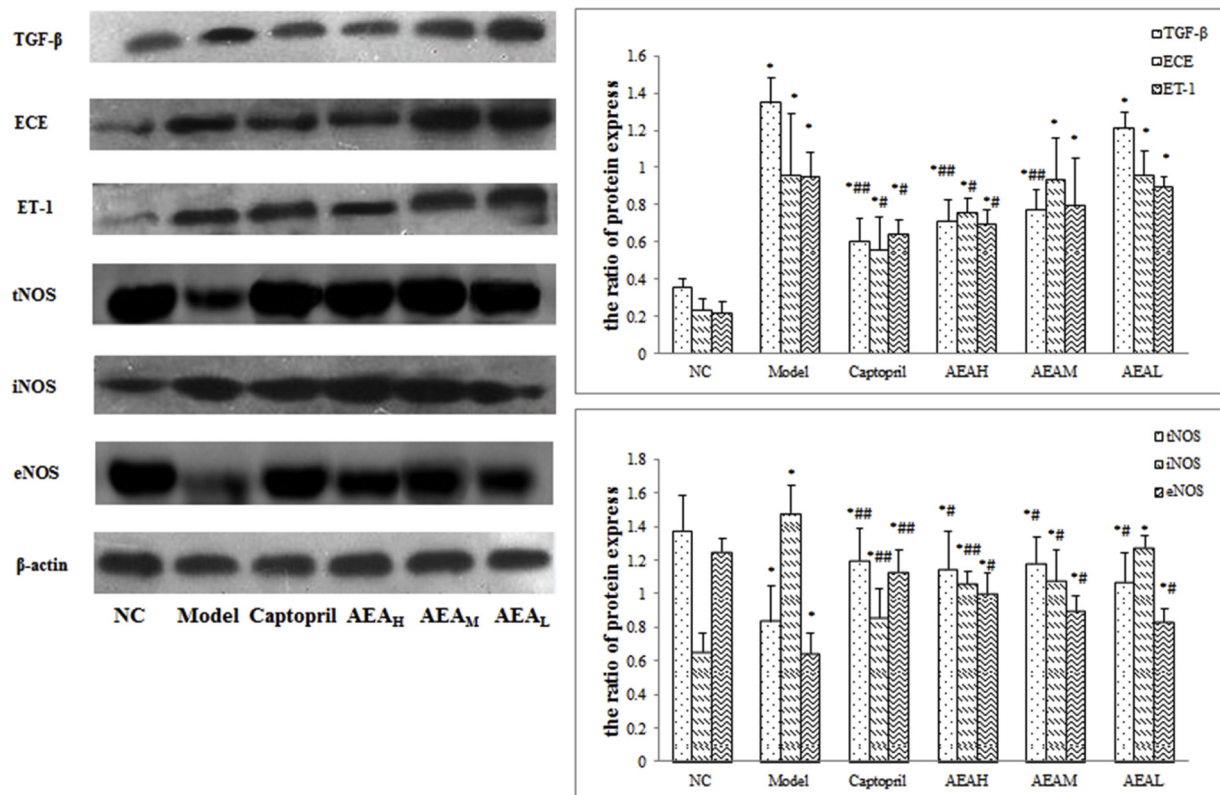 TGF-β
ECE
ET-1
tNOS
iNOS
eNOS
β-actin
NC Model Captopril AEAH AEAM AEAL
TGF-β
ECE
ET-1
the ratio of protein express
1.6
1.4
1.2
1
0.8
0.6
0.4
0.2
0
* * *
*## *# *#
*## *# *#
*## * *
* * *
NC Model Captopril AEAH AEAM AEAL
tNOS
iNOS
eNOS
the ratio of protein express
1.8
1.6
1.4
1.2
1
0.8
0.6
0.4
0.2
0
* * *
*## *## *##
*# *## *#
*# *# *#
*# * *#
NC Model Captopril AEAH AEAM AEAL